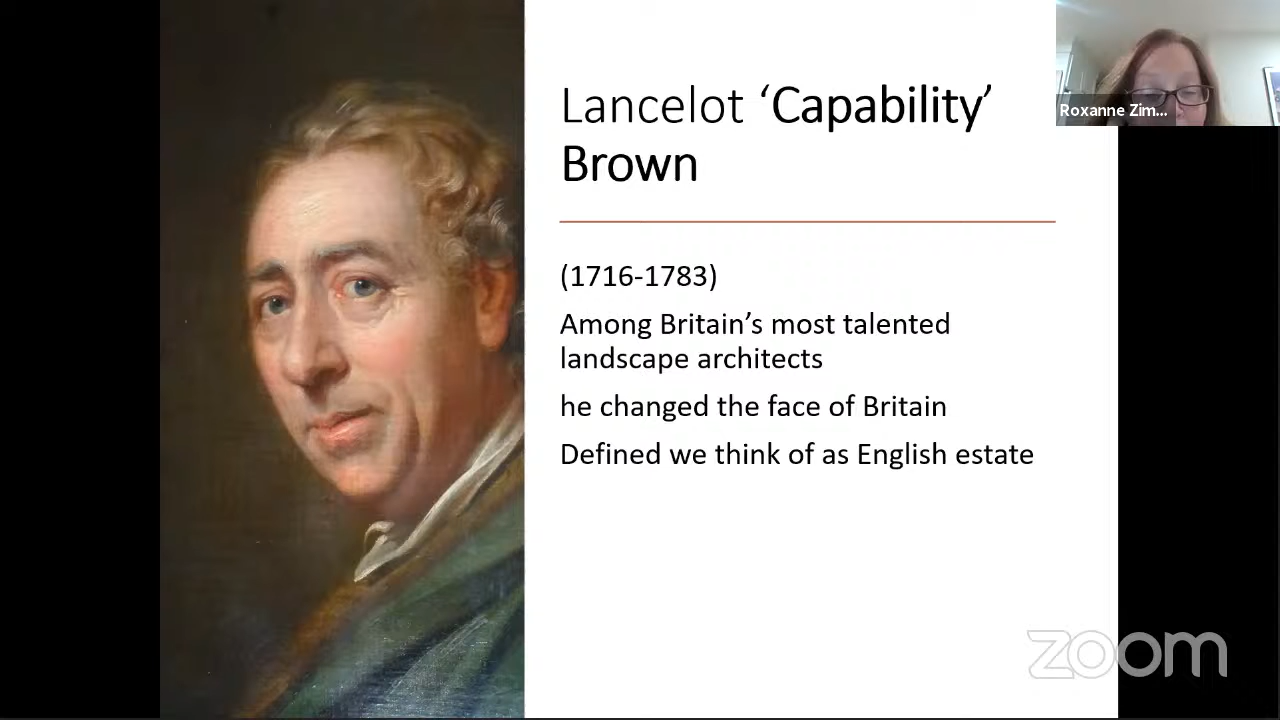 Lancelot ‘Capability’
Brown
Roxanne Zim...
(1716-1783)
Among Britain’s most talented
landscape architects
he changed the face of Britain
Defined we think of as English estate
zoom